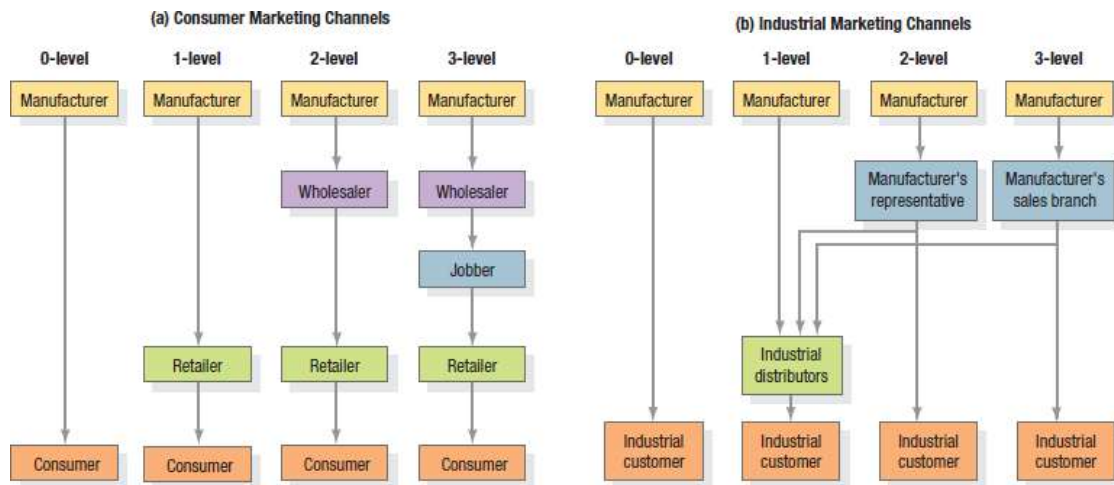 (a) Consumer Marketing Channels
0-level
1-level
2-level
3-level
Manufacturer
Manufacturer
Manufacturer
Manufacturer
Wholesaler
Wholesaler
Jobber
Retailer
Retailer
Retailer
Consumer
Consumer
Consumer
Consumer
(b) Industrial Marketing Channels
0-level
1-level
2-level
3-level
Manufacturer
Manufacturer
Manufacturer
Manufacturer
Manufacturer's
representative
Manufacturer's
sales branch
Industrial
distributors
Industrial
customer
Industrial
customer
Industrial
customer
Industrial
customer